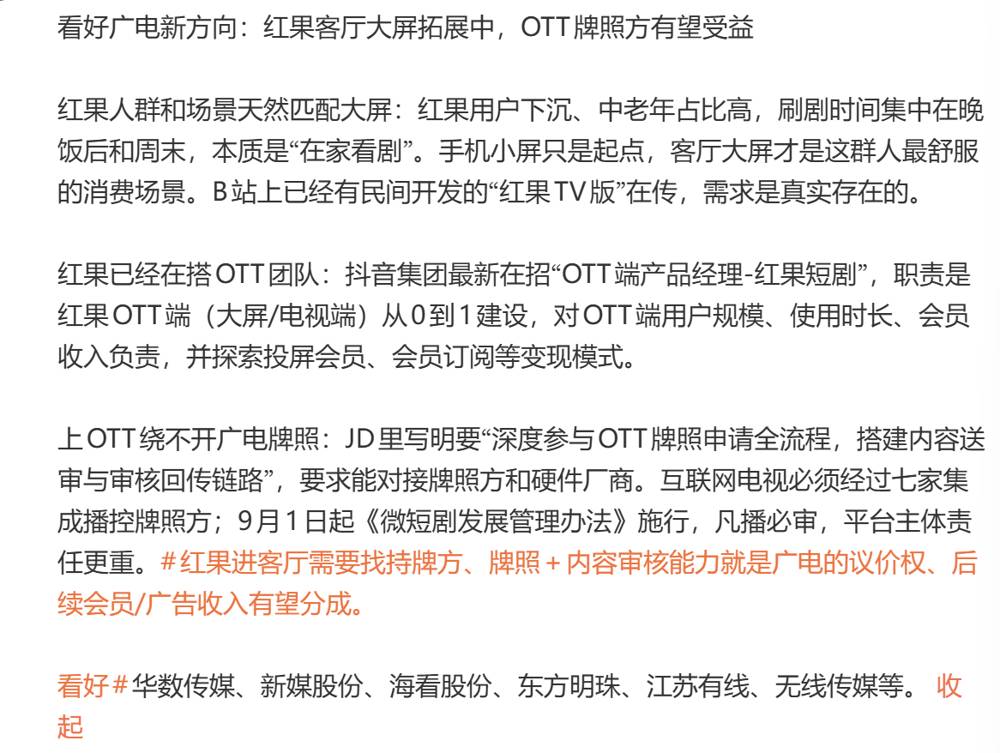 看好广电新方向：红果客厅大屏拓展中，OTT牌照方有望受益
红果人群和场景天然匹配大屏：红果用户下沉、中老年占比高，刷剧时间集中在晚
饭后和周末，本质是“在家看剧”。手机小屏只是起点，客厅大屏才是这群人最舒服
的消费场景。B站上已经有民间开发的“红果TV版”在传，需求是真实存在的。
红果已经在搭OTT团队：抖音集团最新在招“OTT端产品经理-红果短剧”，职责是
红果OTT端（大屏/电视端）从0到1建设，对OTT端用户规模、使用时长、会员
收入负责，并探索投屏会员、会员订阅等变现模式。
上OTT绕不开广电牌照：JD里写明要“深度参与OTT牌照申请全流程，搭建内容送
审与审核回传链路”，要求能对接牌照方和硬件厂商。互联网电视必须经过七家集
成播控牌照方；9月1日起《微短剧发展管理办法》施行，凡播必审，平台主体责
任更重。#红果进客厅需要找持牌方、牌照+内容审核能力就是广电的议价权、后
续会员/广告收入有望分成。
看好#华数传媒、新媒股份、海看股份、东方明珠、江苏有线、无线传媒等。 收
起